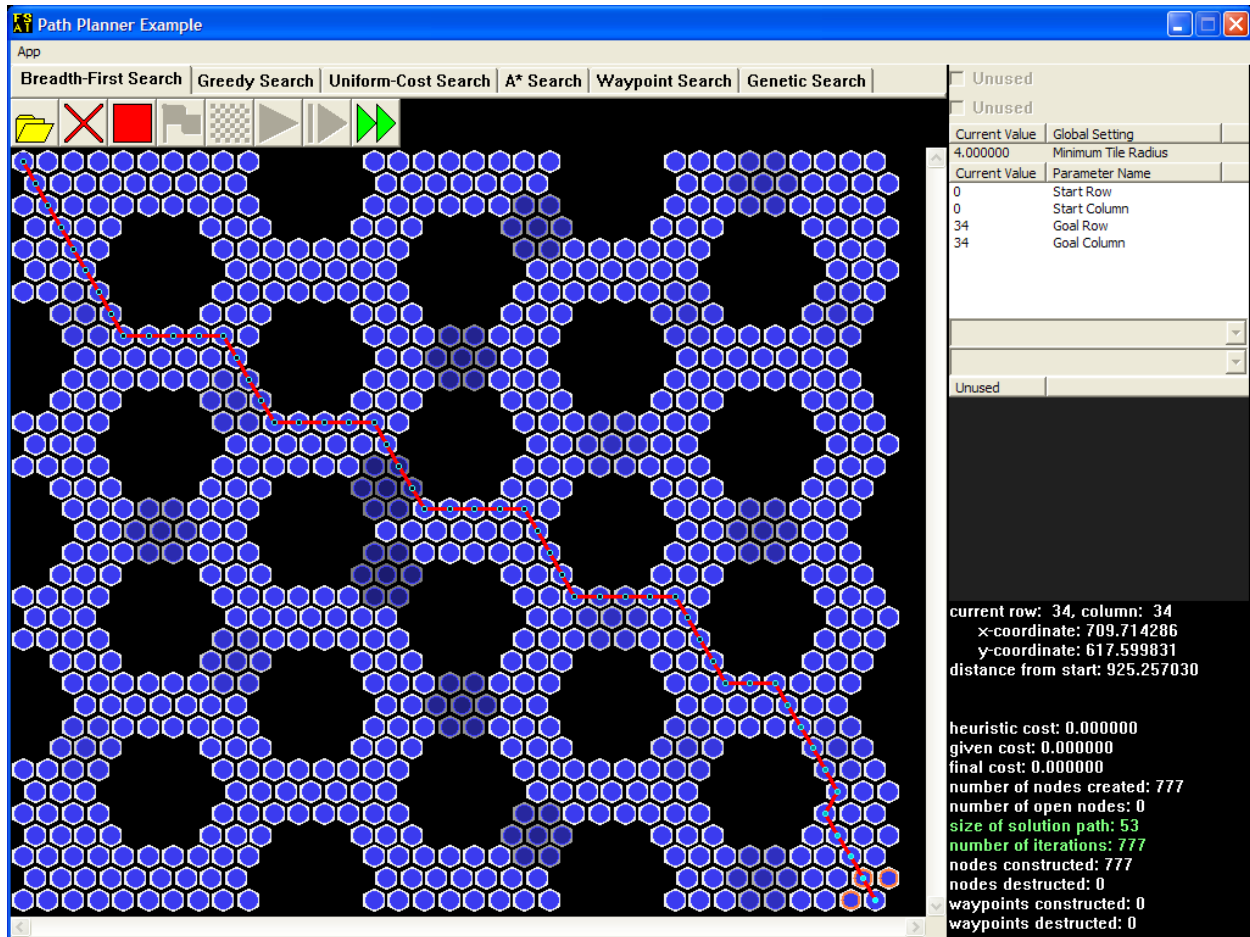 FS
AT
Path Planner Example
App
Breadth-First Search Greedy Search Uniform-Cost Search A* Search Waypoint Search Genetic Search
Unused
Unused
Current Value Global Setting
4.000000 Minimum Tile Radius
Current Value Parameter Name
0 Start Row
0 Start Column
34 Goal Row
34 Goal Column
Unused
current row: 34, column: 34
x-coordinate: 709.714286
y-coordinate: 617.599831
distance from start: 925.257030
heuristic cost: 0.000000
given cost: 0.000000
final cost: 0.000000
number of nodes created: 777
number of open nodes: 0
size of solution path: 53
number of iterations: 777
nodes constructed: 777
nodes destructed: 0
waypoints constructed: 0
waypoints destructed: 0